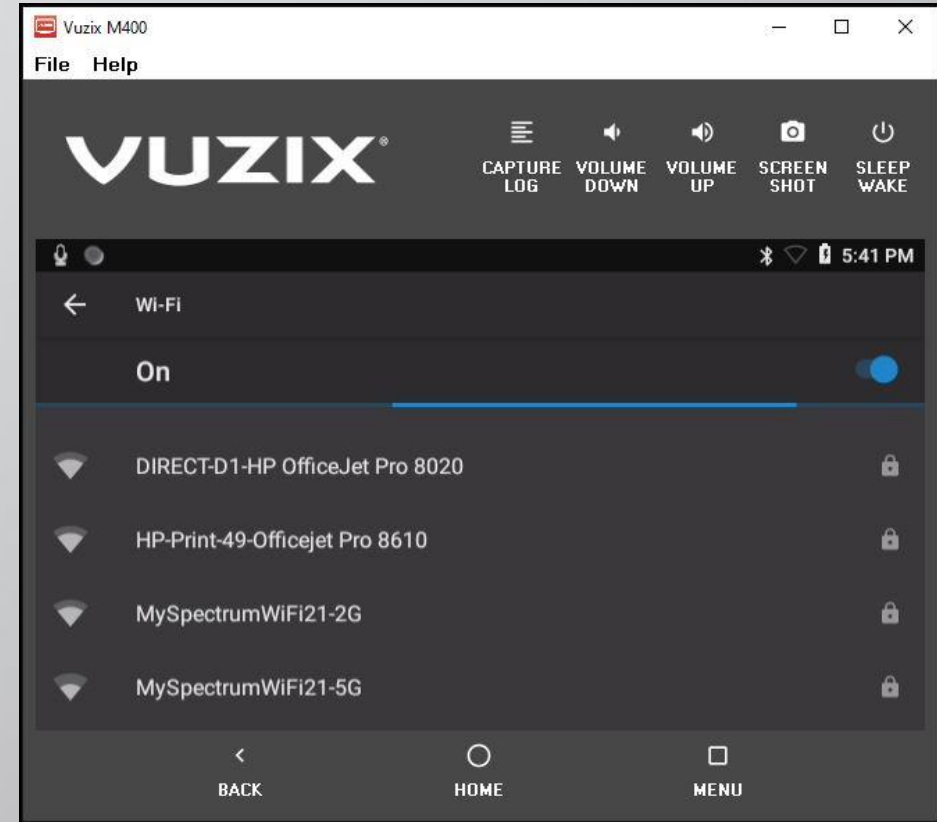 Vuzix M400
File Help
VUZIX®
CAPTURE LOG
VOLUME DOWN
VOLUME UP
SCREEN SHOT
SLEEP WAKE
5:41 PM
Wi-Fi
On
DIRECT-D1-HP OfficeJet Pro 8020
HP-Print-49-Officejet Pro 8610
MySpectrumWiFi21-2G
MySpectrumWiFi21-5G
BACK HOME MENU